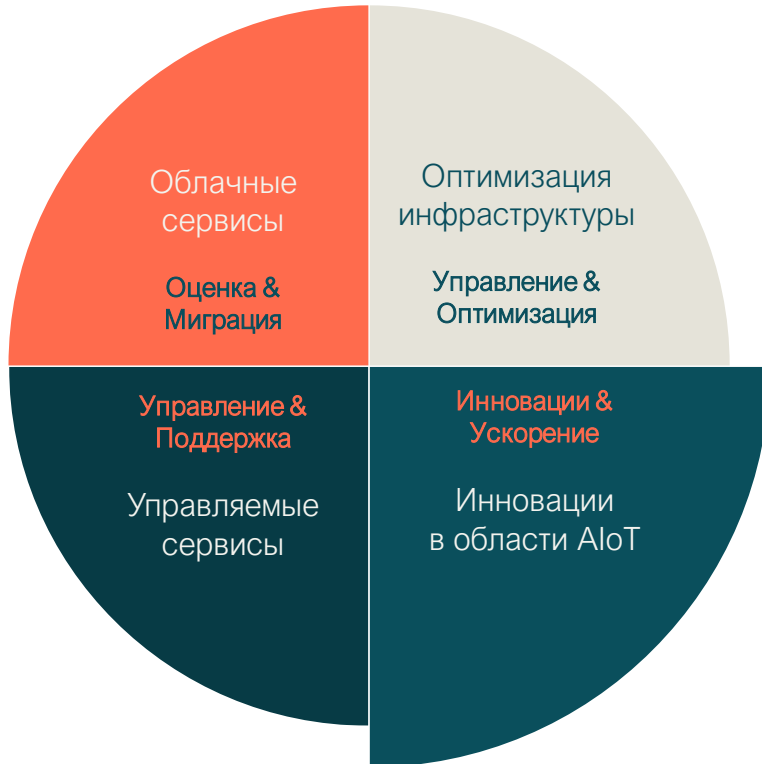 Облачные
сервисы
Оценка &
Миграция
Оптимизация
инфраструктуры
Управление &
Оптимизация
Управление &
Поддержка
Управляемые
сервисы
Инновации &
Ускорение
Инновации
в области AIoT